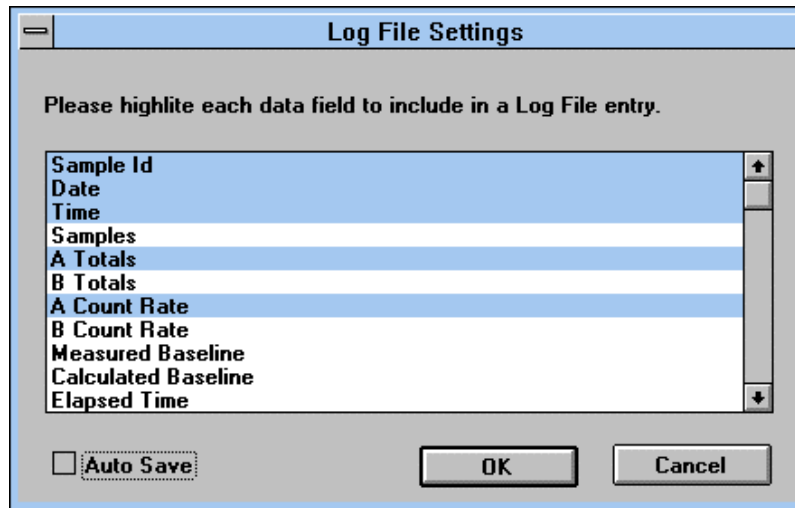 Log File Settings
Please highlite each data field to include in a Log File entry.
Sample Id
Date
Time
Samples
A Totals
B Totals
A Count Rate
B Count Rate
Measured Baseline
Calculated Baseline
Elapsed Time
Auto Save
OK
Cancel